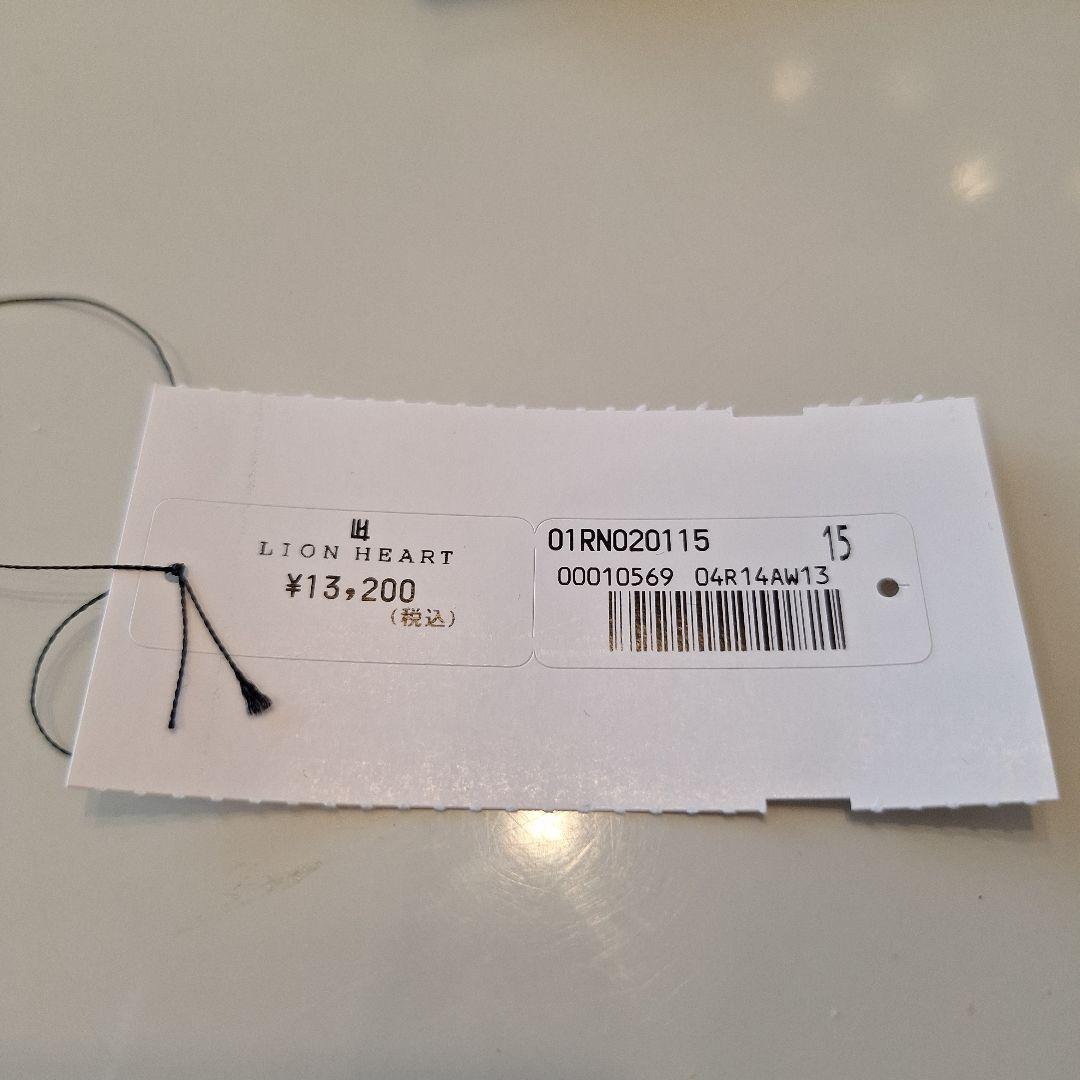 LH
LION HEART
¥13,200
(税込)
01RN020115 15
00010569 04R14AW13